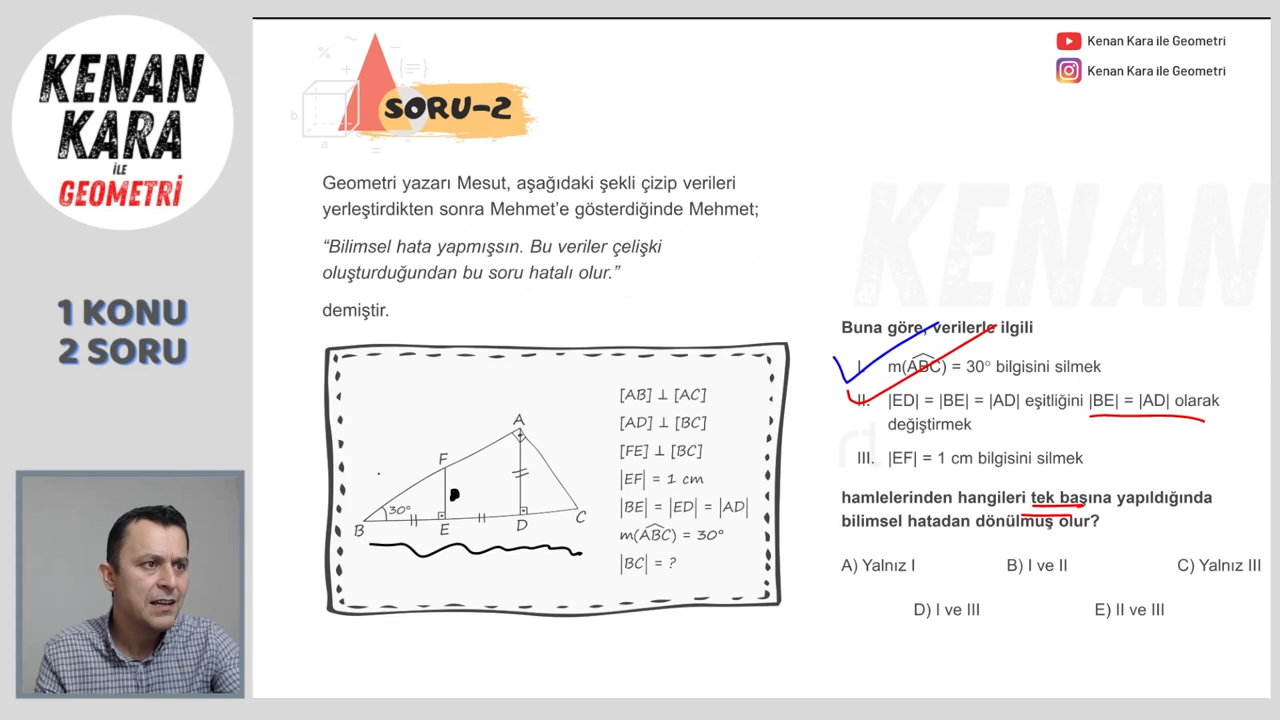 KENAN
KARA
İLE
GEOMETRİ
1 KONU
2 SORU
Kenan Kara ile Geometri
Kenan Kara ile Geometri
SORU-2
b
a
Geometri yazarı Mesut, aşağıdaki şekli çizip verileri
yerleştirdikten sonra Mehmet'e gösterdiğinde Mehmet;
“Bilimsel hata yapmışsın. Bu veriler çelişki
oluşturduğundan bu soru hatalı olur.”
demiştir.
A
F
B
30°
E
D
C
[AB] ⊥ [AC]
[AD] ⊥ [BC]
[FE] ⊥ [BC]
|EF| = 1 cm
|BE| = |ED| = |AD|
m(ABC) = 30°
|BC| = ?
KENAN
Buna göre, verilerle ilgili
I. m(ABC) = 30° bilgisini silmek
II. |ED| = |BE| = |AD| eşitliğini |BE| = |AD| olarak
değiştirmek
III. |EF| = 1 cm bilgisini silmek
hamlelerinden hangileri tek başına yapıldığında
bilimsel hatadan dönülmüş olur?
A) Yalnız I B) I ve II C) Yalnız III
D) I ve III E) II ve III